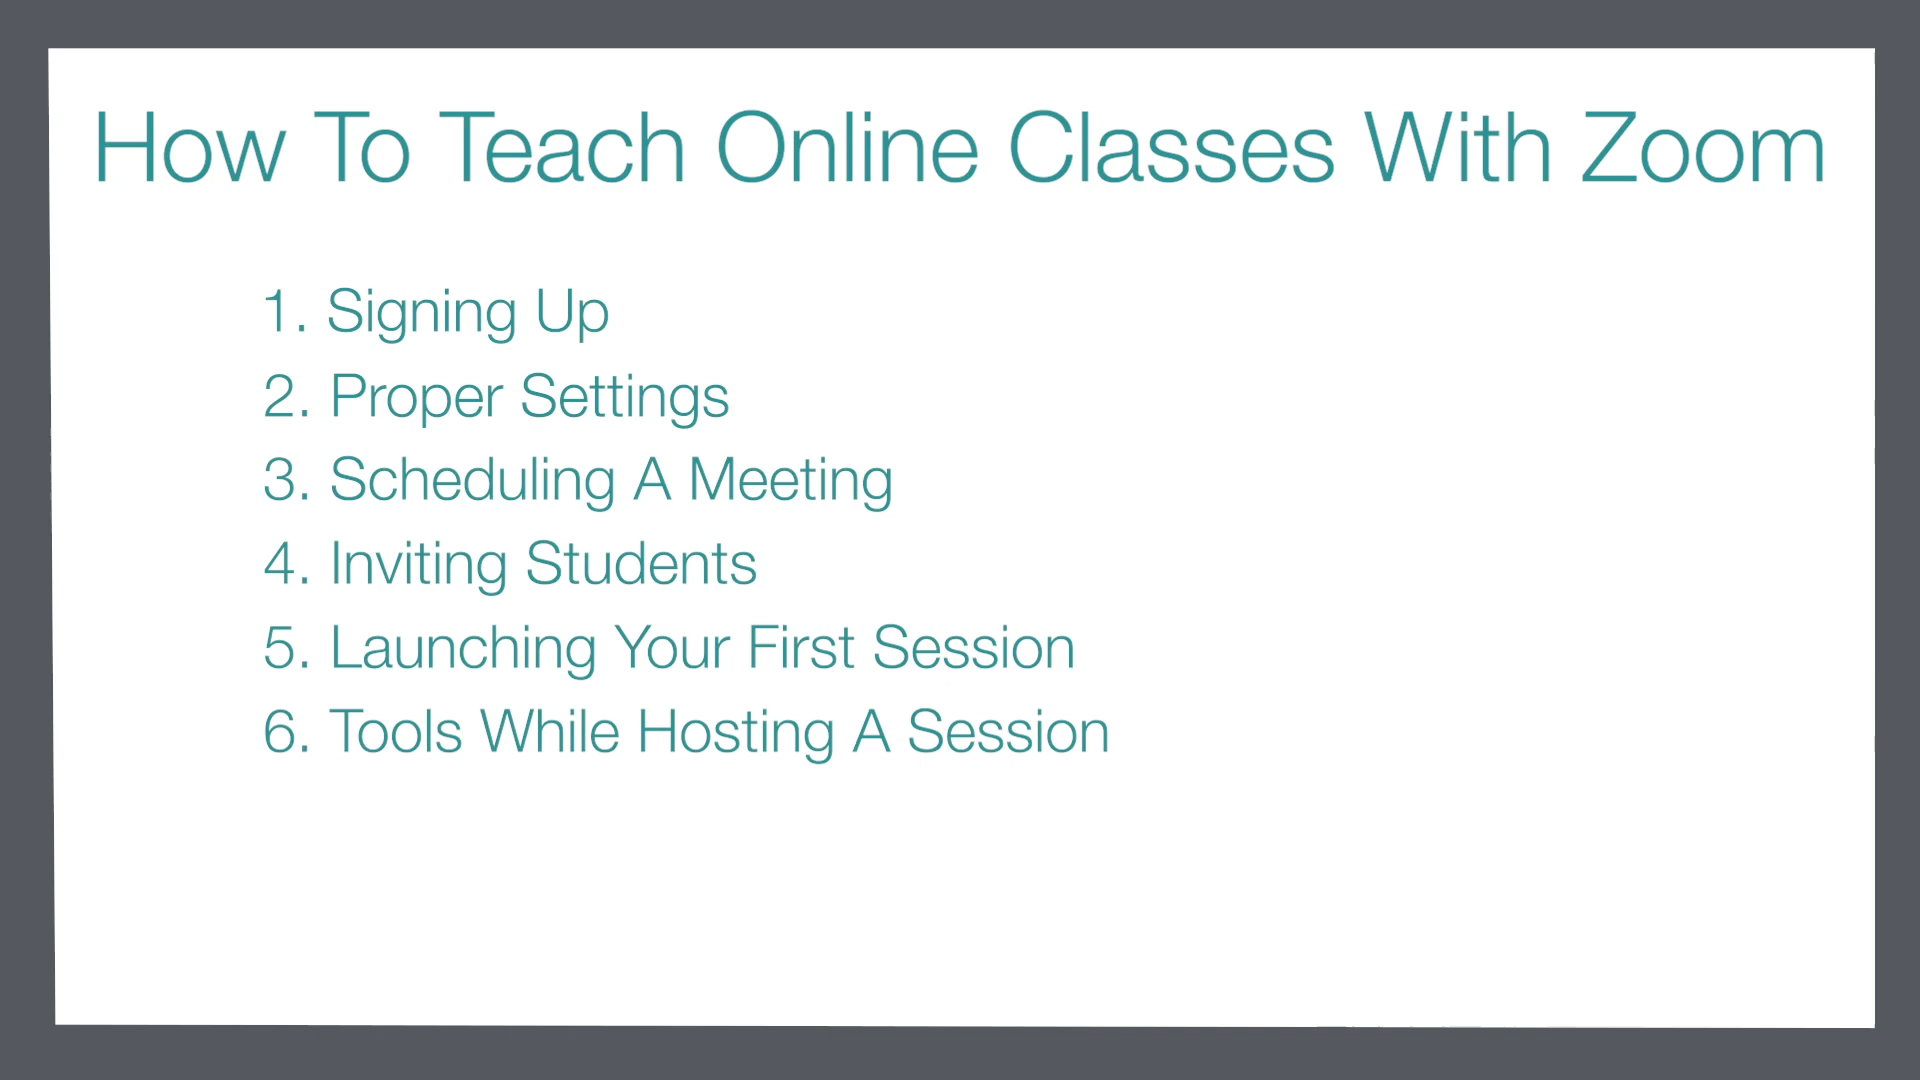 How To Teach Online Classes With Zoom
1. Signing Up
2. Proper Settings
3. Scheduling A Meeting
4. Inviting Students
5. Launching Your First Session
6. Tools While Hosting A Session